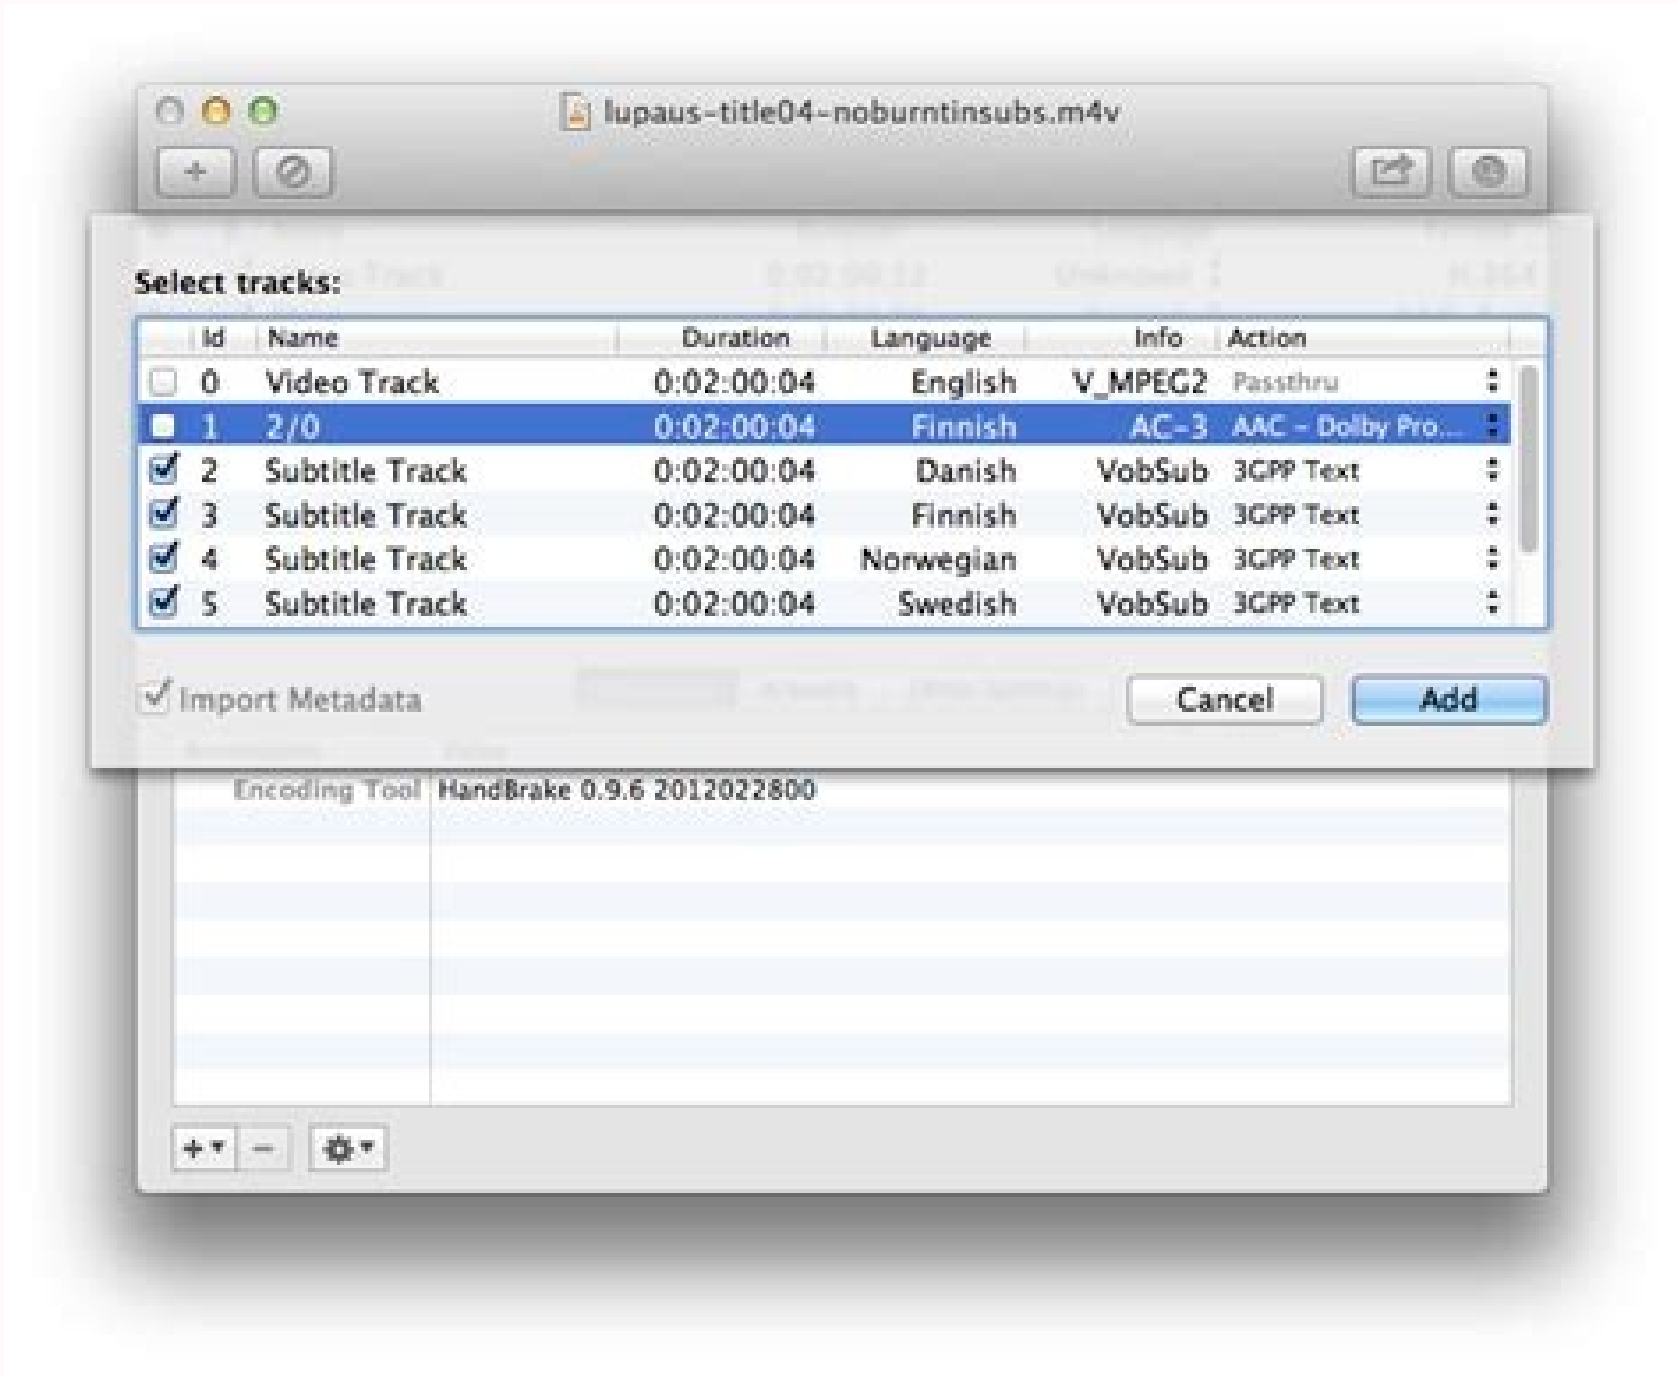 lupaus-title04-noburntinsubs.m4v
Select tracks:
Id Name Duration Language Info Action
0 Video Track 0:02:00:04 English V_MPEG2 Passthru
1 2/0 0:02:00:04 Finnish AC-3 AAC - Dolby Pro...
2 Subtitle Track 0:02:00:04 Danish VobSub 3GPP Text
3 Subtitle Track 0:02:00:04 Finnish VobSub 3GPP Text
4 Subtitle Track 0:02:00:04 Norwegian VobSub 3GPP Text
5 Subtitle Track 0:02:00:04 Swedish VobSub 3GPP Text
Import Metadata Cancel Add
Encoding Tool HandBrake 0.9.6 2012022800